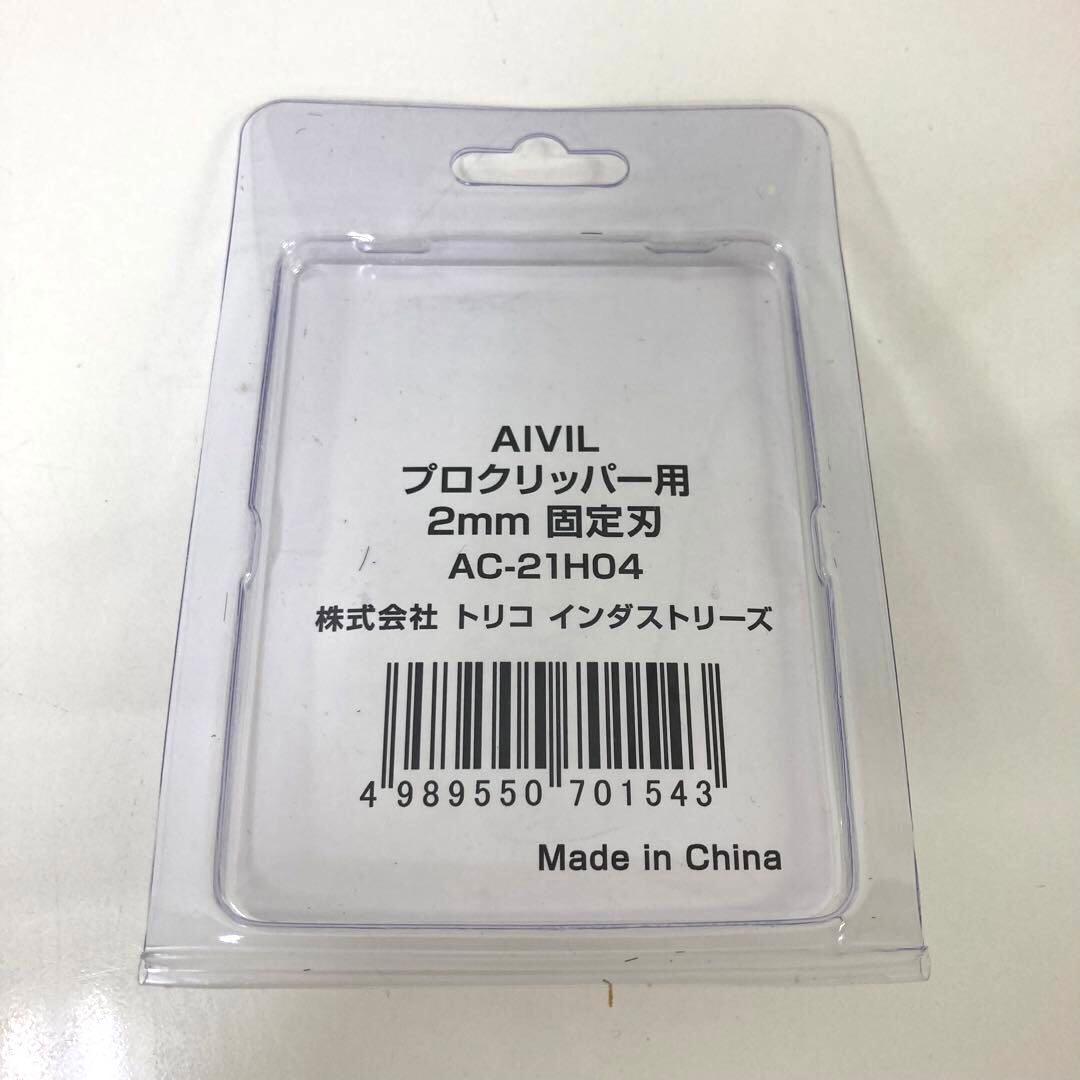 AIVIL
プロクリッパー用
2mm 固定刃
AC-21H04
株式会社 トリコ インダストリーズ
4 989550 701543
Made in China